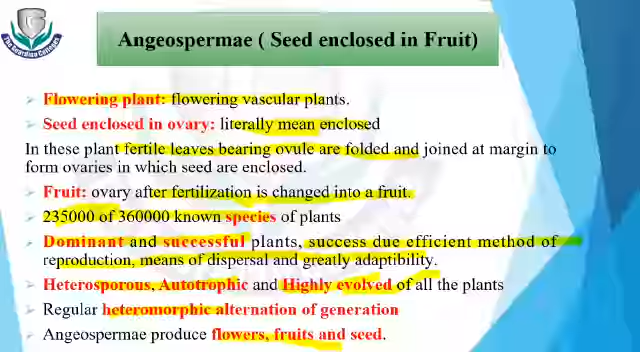 The Guardian Colleges
Angeospermae ( Seed enclosed in Fruit)
➢ Flowering plant: flowering vascular plants.
➢ Seed enclosed in ovary: literally mean enclosed
In these plant fertile leaves bearing ovule are folded and joined at margin to
form ovaries in which seed are enclosed.
➢ Fruit: ovary after fertilization is changed into a fruit.
➢ 235000 of 360000 known species of plants
➢ Dominant and successful plants, success due efficient method of
reproduction, means of dispersal and greatly adaptibility.
➢ Heterosporous, Autotrophic and Highly evolved of all the plants
➢ Regular heteromorphic alternation of generation
➢ Angeospermae produce flowers, fruits and seed.